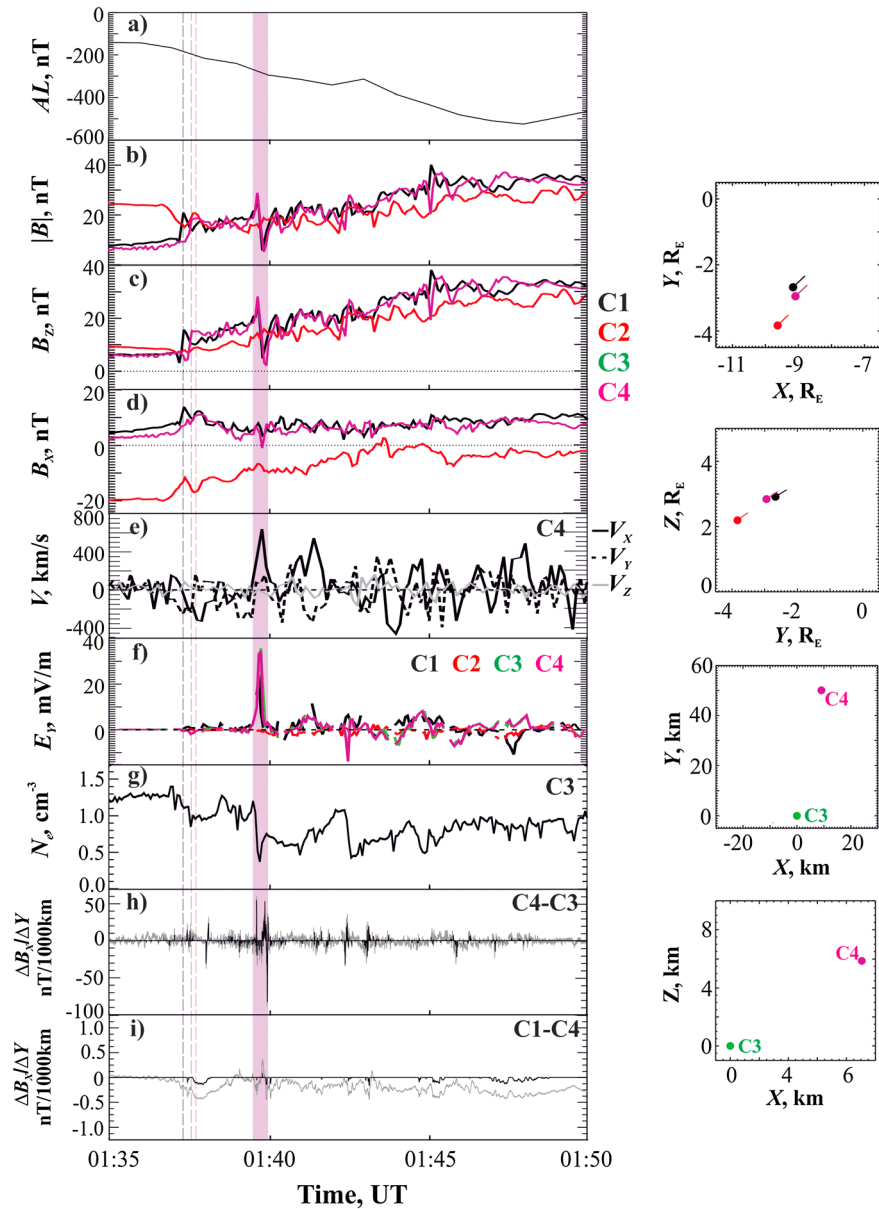 a)
AL, nT
0
-200
-400
-600
b)
|B|, nT
40
20
0
c)
B_Z, nT
40
20
0
C1
C2
C3
C4
d)
B_x, nT
20
0
-20
e)
C4
V, km/s
800
400
0
-400
V_X
V_Y
V_Z
f)
C1 C2 C3 C4
E_y, mV/m
40
20
0
g)
C3
N_e, cm⁻³
1.5
1.0
0.5
0.0
h)
C4-C3
ΔB_x/ΔY
nT/1000km
50
0
-50
-100
i)
C1-C4
ΔB_x/ΔY
nT/1000km
1.0
0.5
0
-0.5
-1.0
01:35 01:40 01:45 01:50
Time, UT
Y, R_E
0
-2
-4
-11 -9 -7
X, R_E
Z, R_E
4
2
0
-4 -2 0
Y, R_E
Y, km
60
40
20
0
C4
C3
-20 0 20
X, km
Z, km
8
4
0
C4
C3
0 2 4 6
X, km